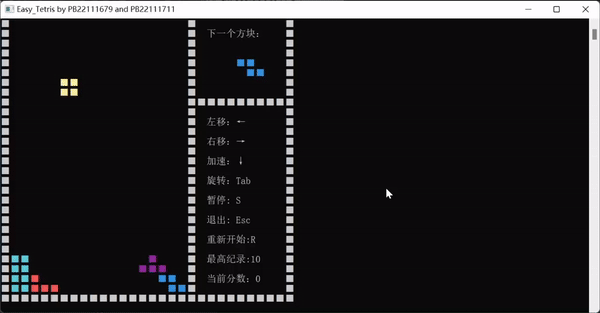 Easy_Tetris by PB22111679 and PB22111711
下一个方块:
左移: ←
右移: →
加速: ↓
旋转: Tab
暂停: S
退出: Esc
重新开始:R
最高纪录:10
当前分数: 0